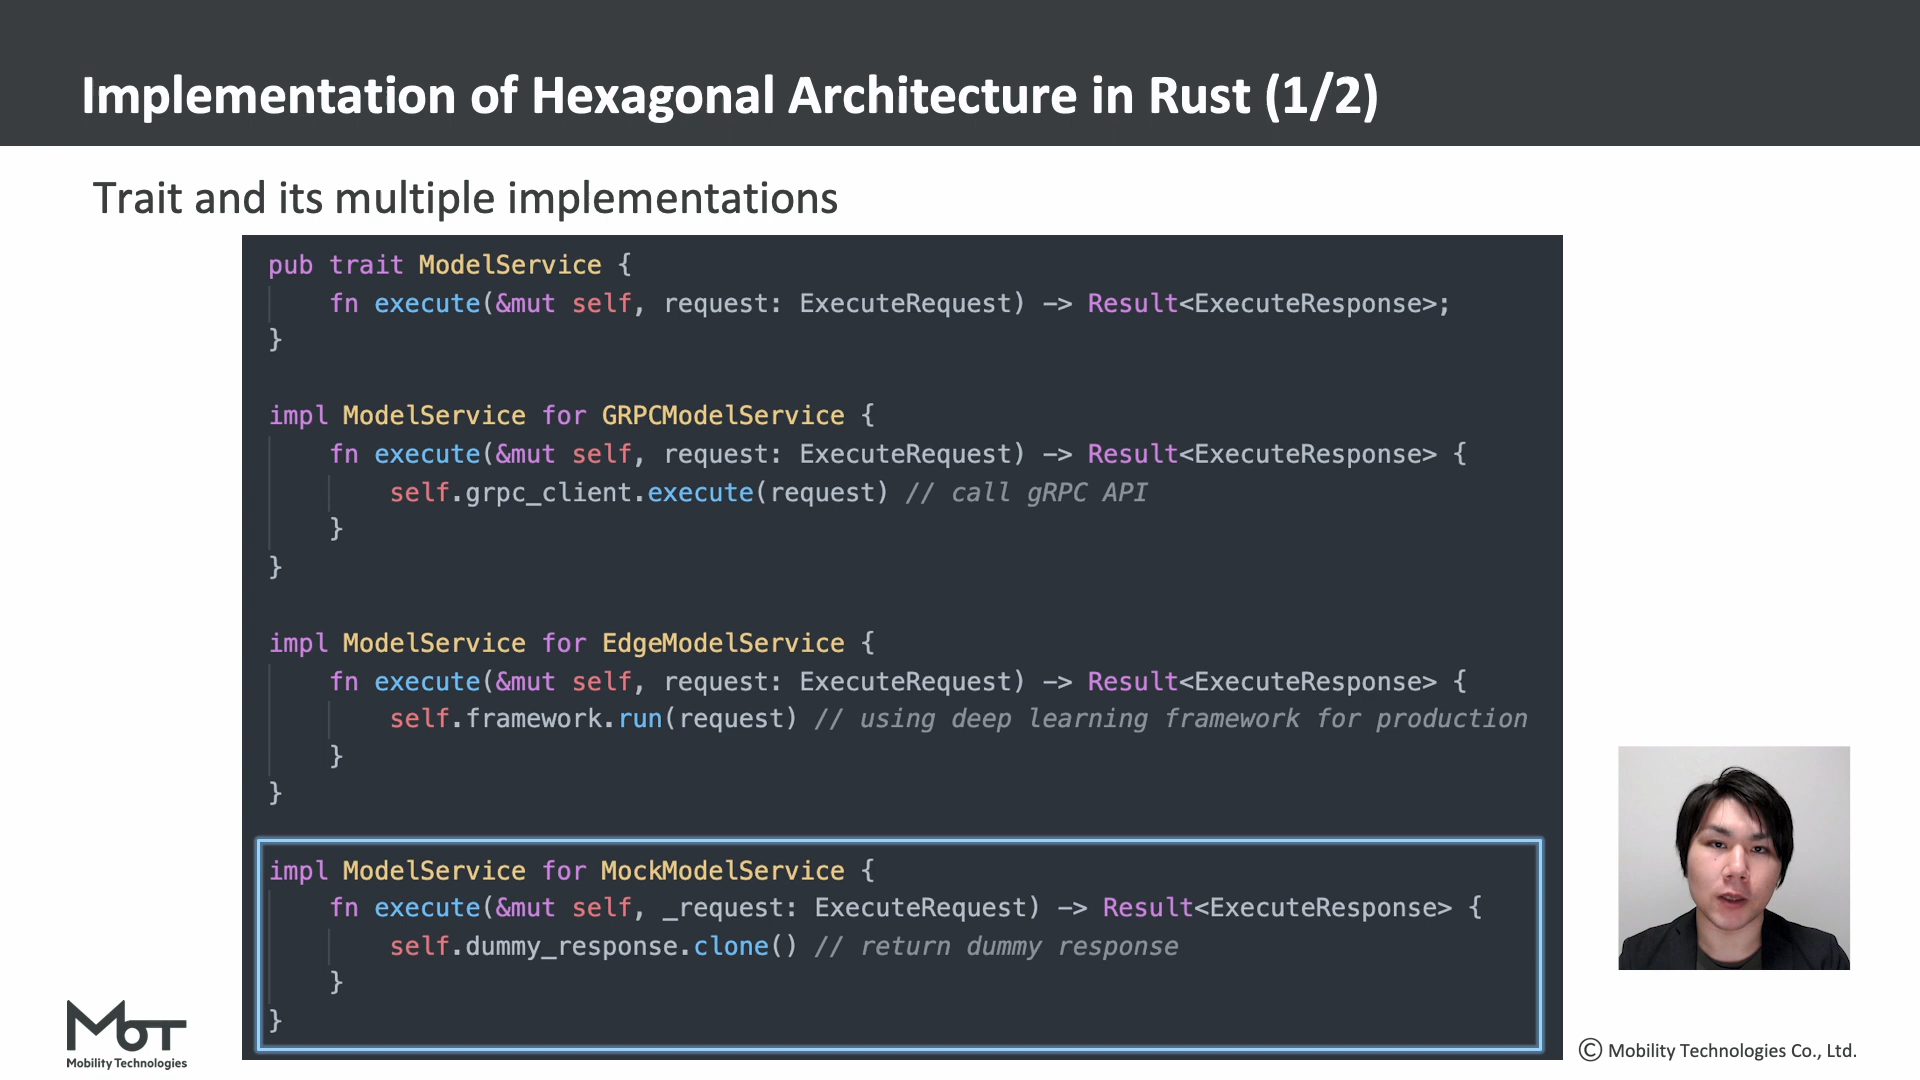 Implementation of Hexagonal Architecture in Rust (1/2)
Trait and its multiple implementations
pub trait ModelService {
    fn execute(&mut self, request: ExecuteRequest) -> Result<ExecuteResponse>;
}
impl ModelService for GRPCModelService {
    fn execute(&mut self, request: ExecuteRequest) -> Result<ExecuteResponse> {
        self.grpc_client.execute(request) // call gRPC API
    }
}
impl ModelService for EdgeModelService {
    fn execute(&mut self, request: ExecuteRequest) -> Result<ExecuteResponse> {
        self.framework.run(request) // using deep learning framework for production
    }
}
impl ModelService for MockModelService {
    fn execute(&mut self, _request: ExecuteRequest) -> Result<ExecuteResponse> {
        self.dummy_response.clone() // return dummy response
    }
}
MoT
Mobility Technologies
© Mobility Technologies Co., Ltd.